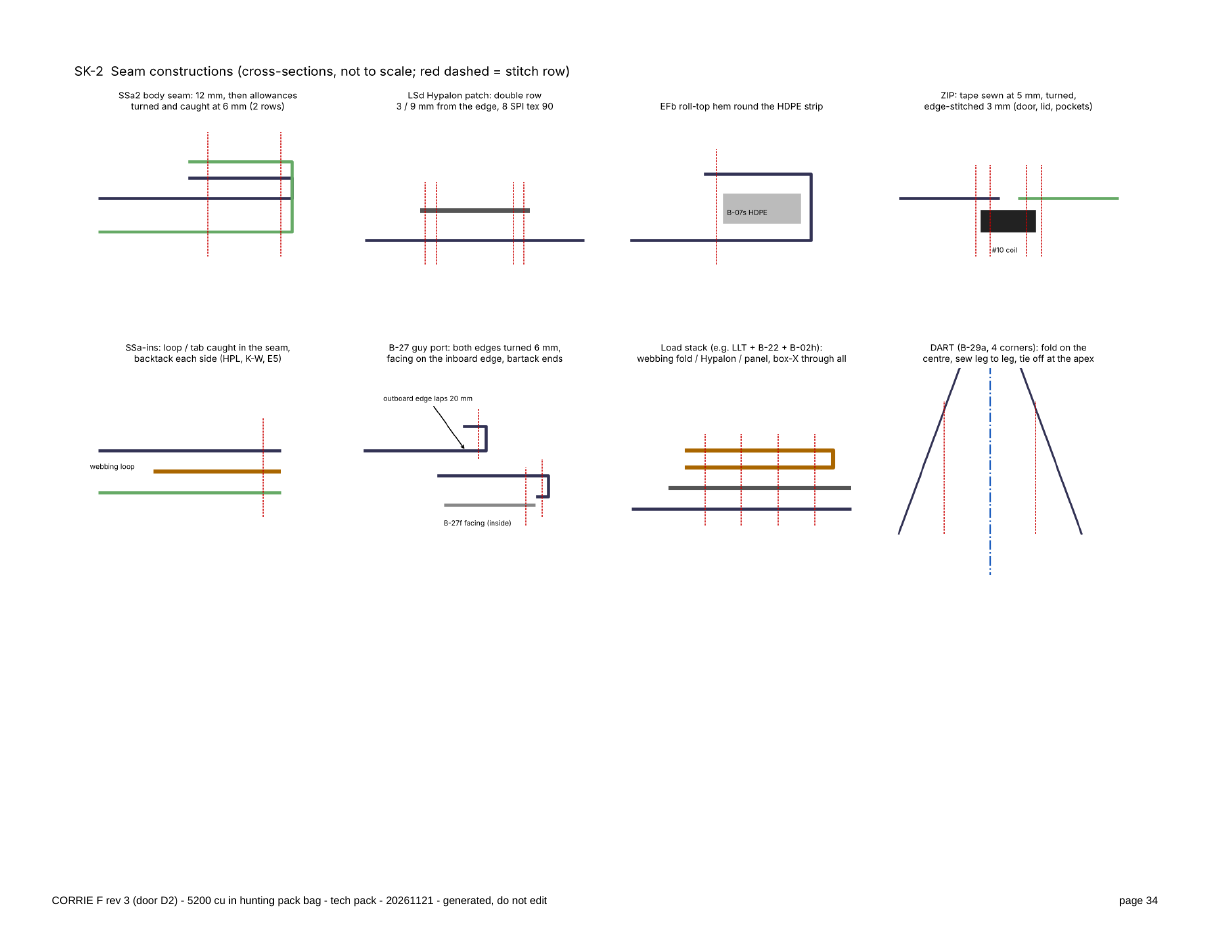 SK-2 Seam constructions (cross-sections, not to scale; red dashed = stitch row)
SSa2 body seam: 12 mm, then allowances
turned and caught at 6 mm (2 rows)
LSd Hypalon patch: double row
3 / 9 mm from the edge, 8 SPI tex 90
EFb roll-top hem round the HDPE strip
ZIP: tape sewn at 5 mm, turned,
edge-stitched 3 mm (door, lid, pockets)
B-07s HDPE
#10 coil
SSa-ins: loop / tab caught in the seam,
backtack each side (HPL, K-W, E5)
B-27 guy port: both edges turned 6 mm,
facing on the inboard edge, bartack ends
Load stack (e.g. LLT + B-22 + B-02h):
webbing fold / Hypalon / panel, box-X through all
DART (B-29a, 4 corners): fold on the
centre, sew leg to leg, tie off at the apex
outboard edge laps 20 mm
webbing loop
B-27f facing (inside)
CORRIE F rev 3 (door D2) - 5200 cu in hunting pack bag - tech pack - 20261121 - generated, do not edit
page 34